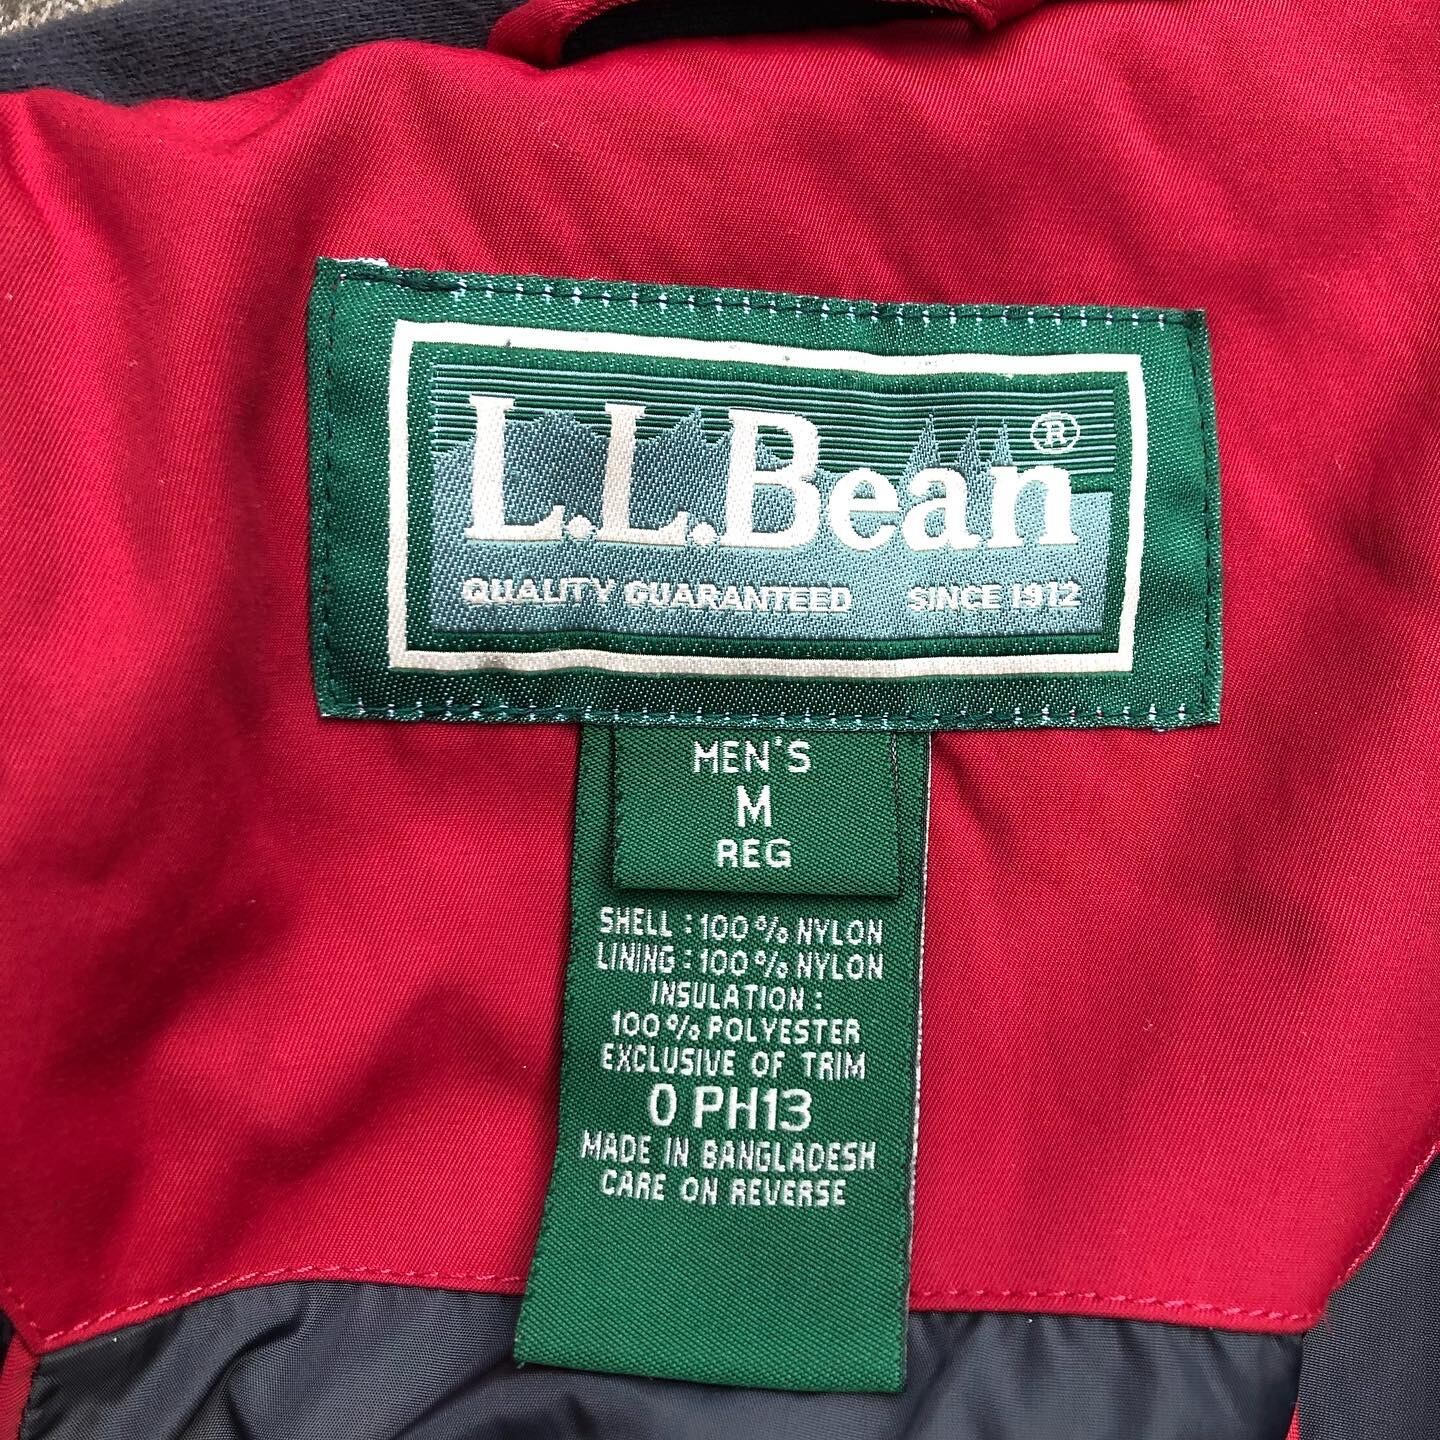 L.L.Bean ®
QUALITY GUARANTEED SINCE 1912
MEN'S
M
REG
SHELL : 100 % NYLON
LINING : 100 % NYLON
INSULATION :
100 % POLYESTER
EXCLUSIVE OF TRIM
0 PH13
MADE IN BANGLADESH
CARE ON REVERSE